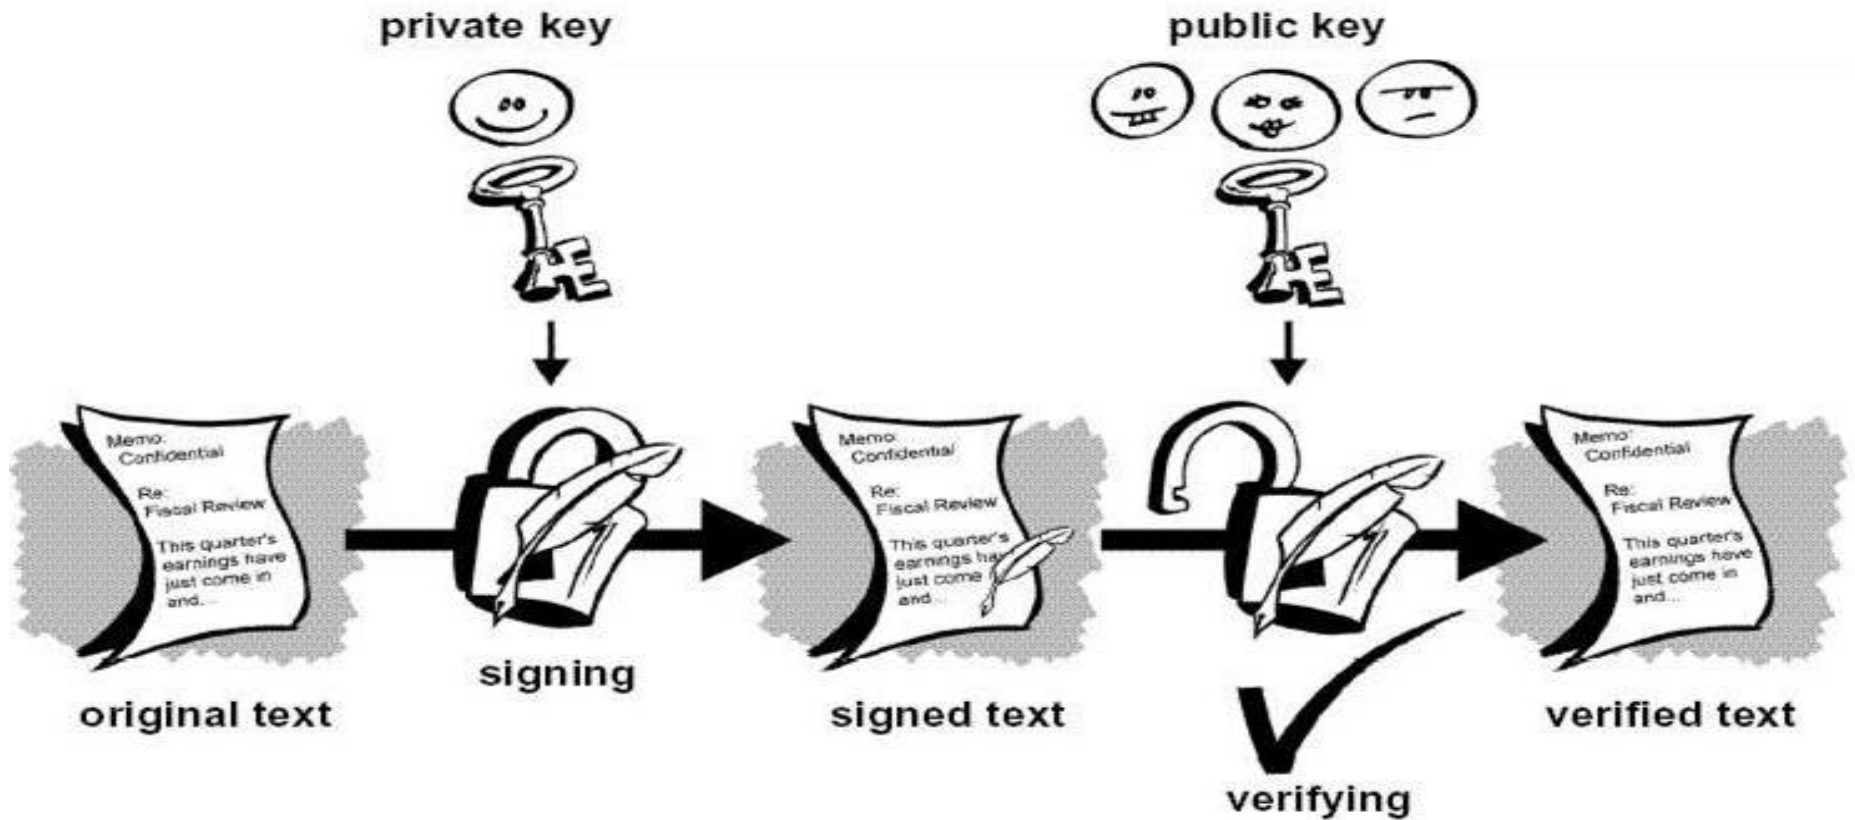 private key
public key
Memo:
Confidential
Re:
Fiscal Review
This quarter's
earnings have
just come in
and...
original text
signing
Memo:
Confidential
Re:
Fiscal Review
This quarter's
earnings ha
just come
and...
signed text
verifying
Memo:
Confidential
Re:
Fiscal Review
This quarter's
earnings have
just come in
and...
verified text